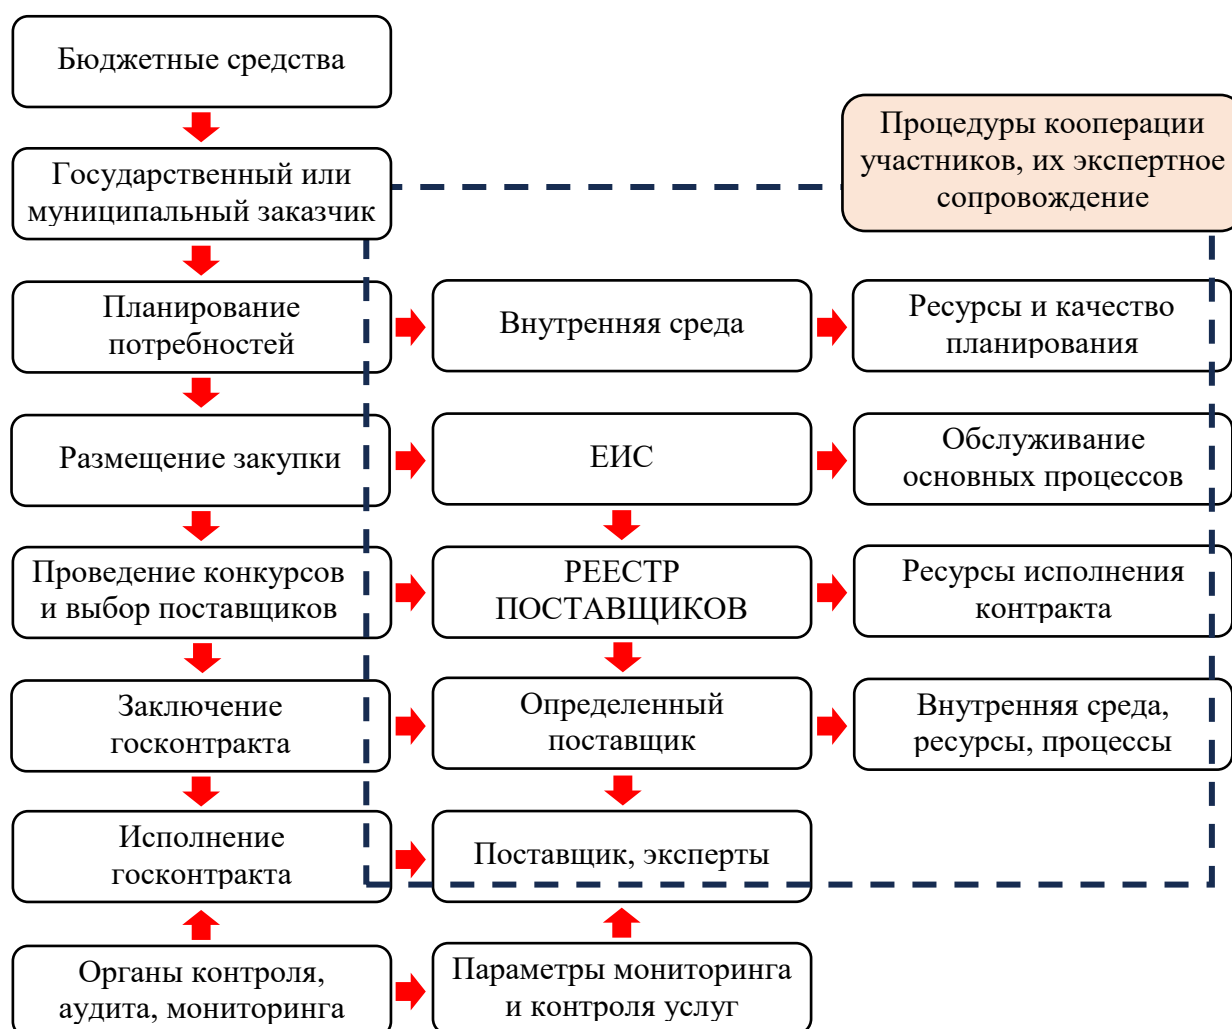 Бюджетные средства
Процедуры кооперации
участников, их экспертное
сопровождение
Государственный или
муниципальный заказчик
Планирование
потребностей
Внутренняя среда
Ресурсы и качество
планирования
Размещение закупки
ЕИС
Обслуживание
основных процессов
Проведение конкурсов
и выбор поставщиков
РЕЕСТР
ПОСТАВЩИКОВ
Ресурсы исполнения
контракта
Заключение
госконтракта
Определенный
поставщик
Внутренняя среда,
ресурсы, процессы
Исполнение
госконтракта
Поставщик, эксперты
Органы контроля,
аудита, мониторинга
Параметры мониторинга
и контроля услуг